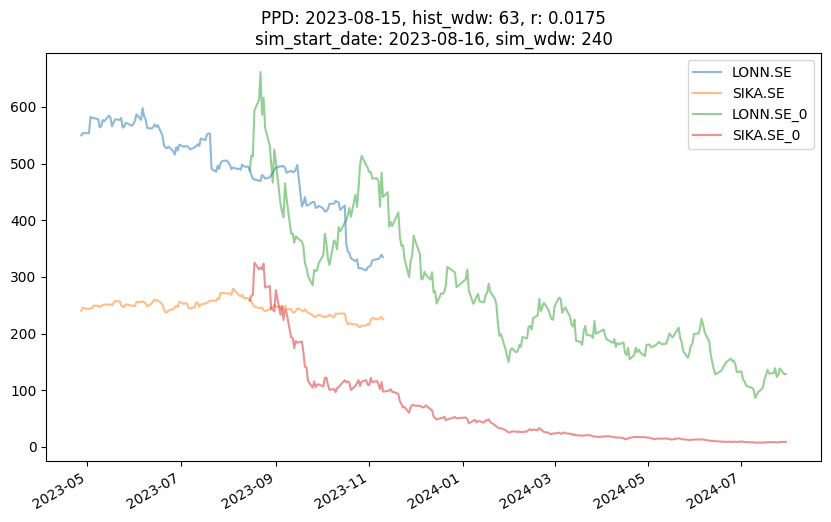 PPD: 2023-08-15, hist_wdw: 63, r: 0.0175
sim_start_date: 2023-08-16, sim_wdw: 240
LONN.SE
SIKA.SE
LONN.SE_0
SIKA.SE_0
600
500
400
300
200
100
0
2023-05
2023-07
2023-09
2023-11
2024-01
2024-03
2024-05
2024-07